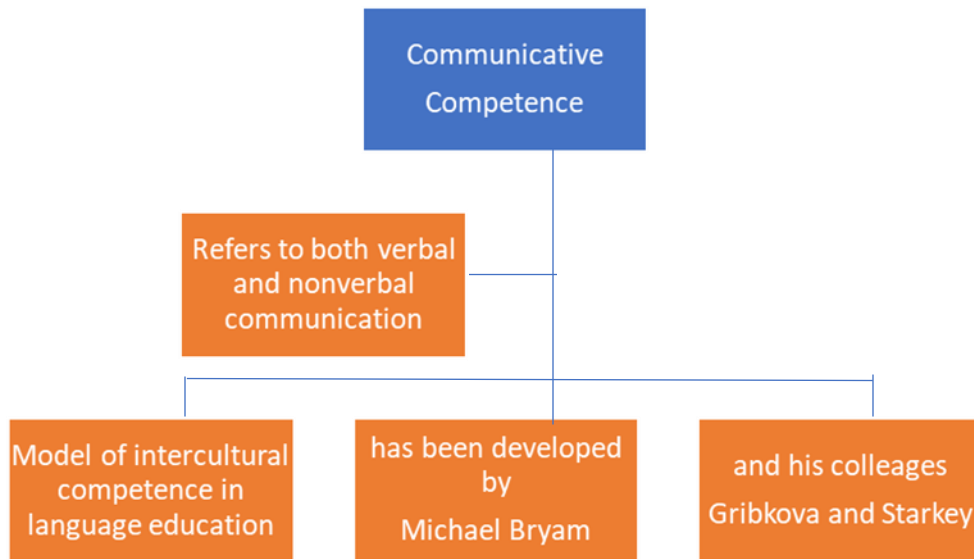 Communicative
Competence
Refers to both verbal
and nonverbal
communication
Model of intercultural
competence in
language education
has been developed
by
Michael Bryam
and his colleages
Gribkova and Starkey